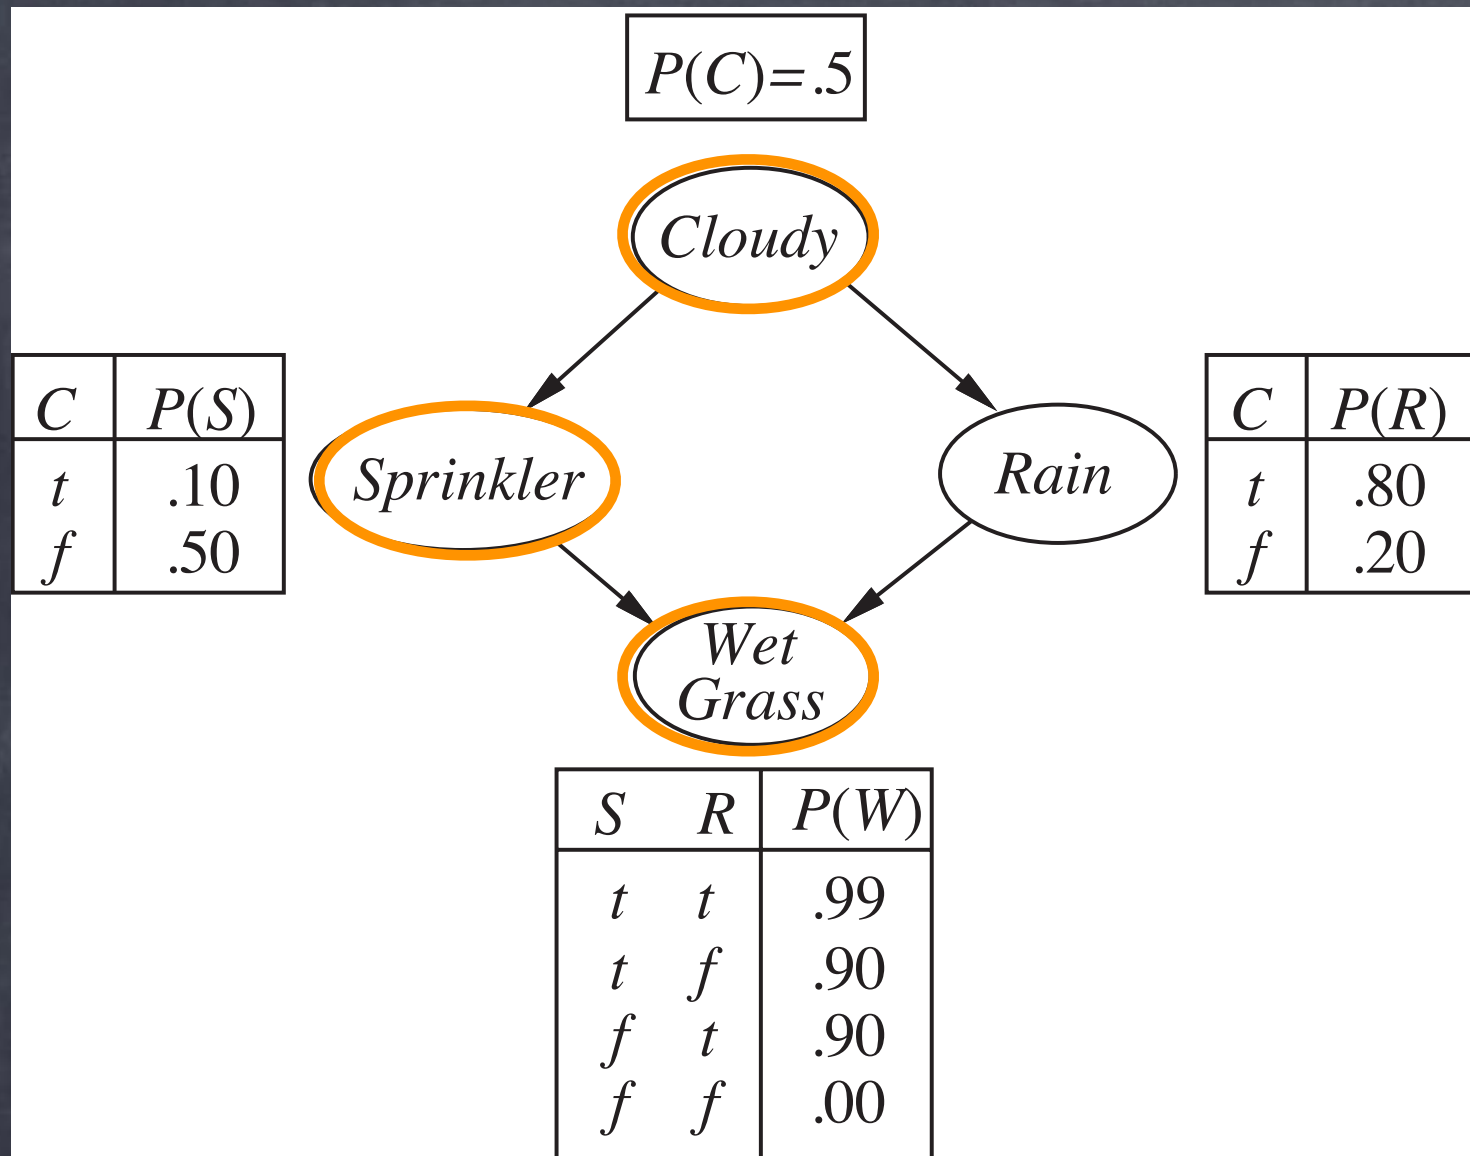 P(C)=.5
Cloudy
C P(S)
t .10
f .50
Sprinkler
Rain
C P(R)
t .80
f .20
Wet
Grass
S R P(W)
t t .99
t f .90
f t .90
f f .00